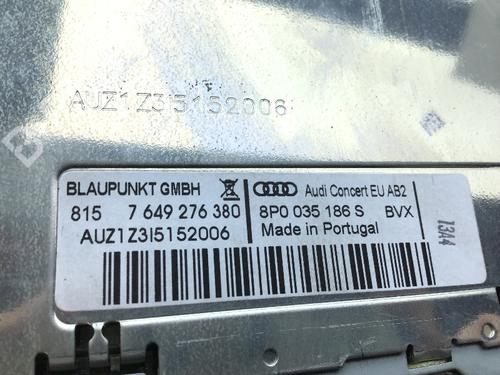 AUZ1Z3I5152006
BLAUPUNKT GMBH
Audi Concert EU AB2
815 7 649 276 380
8P0 035 186 S BVX
AUZ1Z3I5152006
Made in Portugal
13A4